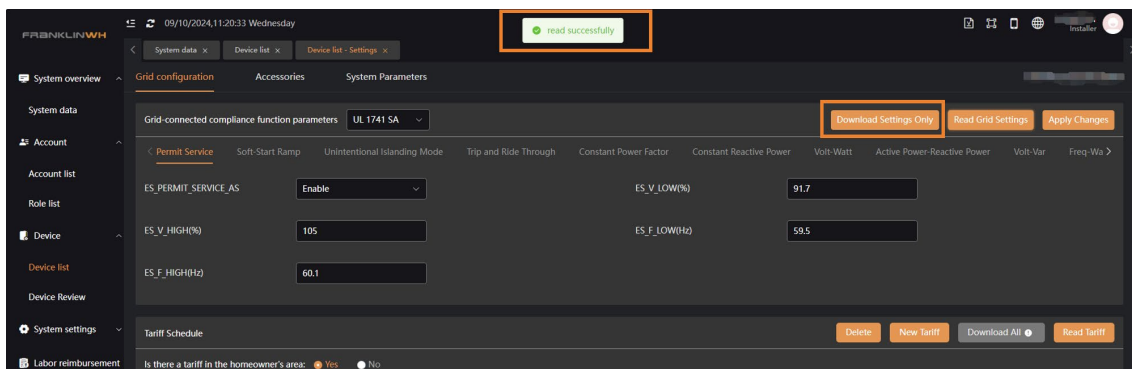 FRANKLINWH
09/10/2024,11:20:33 Wednesday
read successfully
Installer
System data ×
Device list ×
Device list - Settings ×
System overview
System data
Account
Account list
Role list
Device
Device list
Device Review
System settings
Labor reimbursement
Grid configuration
Accessories
System Parameters
Grid-connected compliance function parameters
UL 1741 SA
Download Settings Only
Read Grid Settings
Apply Changes
< Permit Service
Soft-Start Ramp
Unintentional Islanding Mode
Trip and Ride Through
Constant Power Factor
Constant Reactive Power
Volt-Watt
Active Power-Reactive Power
Volt-Var
Freq-Wa >
ES_PERMIT_SERVICE_AS
Enable
ES_V_LOW(%)
91.7
ES_V_HIGH(%)
105
ES_F_LOW(Hz)
59.5
ES_F_HIGH(Hz)
60.1
Tariff Schedule
Delete
New Tariff
Download All
Read Tariff
Is there a tariff in the homeowner's area:
Yes
No